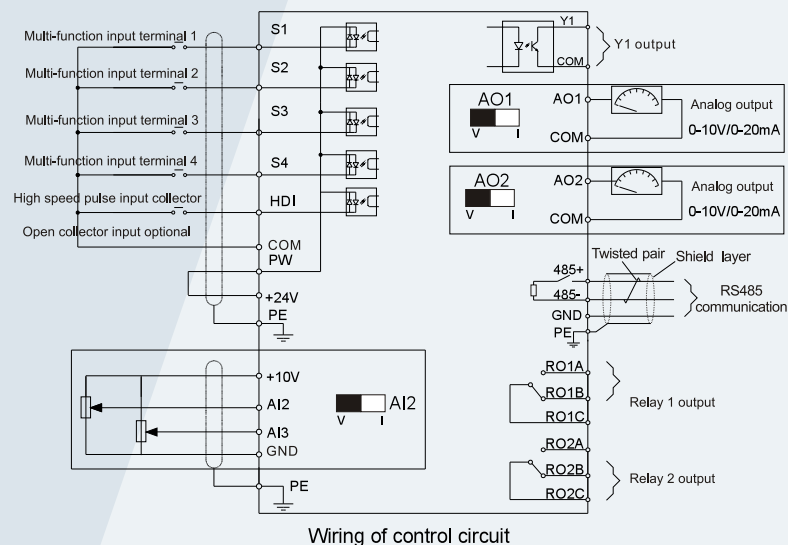 Multi-function input terminal 1
S1
Multi-function input terminal 2
S2
Multi-function input terminal 3
S3
Multi-function input terminal 4
S4
High speed pulse input collector
HDI
Open collector input optional
COM
PW
+24V
PE
+10V
AI2
AI3
GND
AI2
V I
PE
Y1
COM
Y1 output
AO1
V I
AO1
COM
Analog output
0-10V/0-20mA
AO2
V I
AO2
COM
Analog output
0-10V/0-20mA
Twisted pair
Shield layer
485+
485-
GND
PE
RS485
communication
RO1A
RO1B
RO1C
Relay 1 output
RO2A
RO2B
RO2C
Relay 2 output
Wiring of control circuit